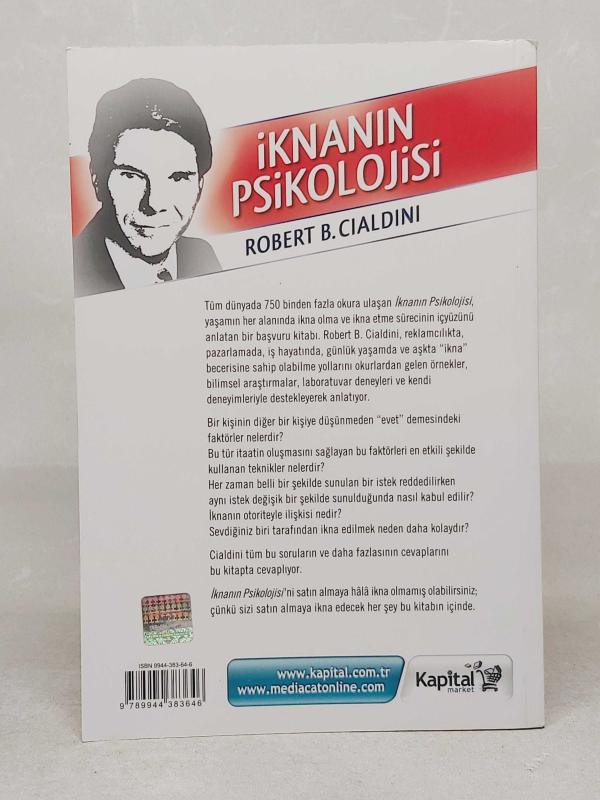 İKNANIN
PSİKOLOJİSİ
ROBERT B. CIALDINI
Tüm dünyada 750 binden fazla okura ulaşan İknanın Psikolojisi,
yaşamın her alanında ikna olma ve ikna etme sürecinin içyüzünü
anlatan bir başvuru kitabı. Robert B. Cialdini, reklamcılıkta,
pazarlamada, iş hayatında, günlük yaşamda ve aşkta “ikna”
becerisine sahip olabilme yollarını okurlardan gelen örnekler,
bilimsel araştırmalar, laboratuvar deneyleri ve kendi
deneyimleriyle destekleyerek anlatıyor.
Bir kişinin diğer bir kişiye düşünmeden “evet” demesindeki
faktörler nelerdir?
Bu tür itaatin oluşmasını sağlayan bu faktörleri en etkili şekilde
kullanan teknikler nelerdir?
Her zaman belli bir şekilde sunulan bir istek reddedilirken
aynı istek değişik bir şekilde sunulduğunda nasıl kabul edilir?
İknanın otoriteyle ilişkisi nedir?
Sevdiğiniz biri tarafından ikna edilmek neden daha kolaydır?
Cialdini tüm bu soruların ve daha fazlasının cevaplarını
bu kitapta cevaplıyor.
İknanın Psikolojisi'ni satın almaya hâlâ ikna olmamış olabilirsiniz;
çünkü sizi satın almaya ikna edecek her şey bu kitabın içinde.
ISBN 9944-383-64-6
9 789944 383646
www.kapital.com.tr
www.mediacatonline.com
Kapital
market